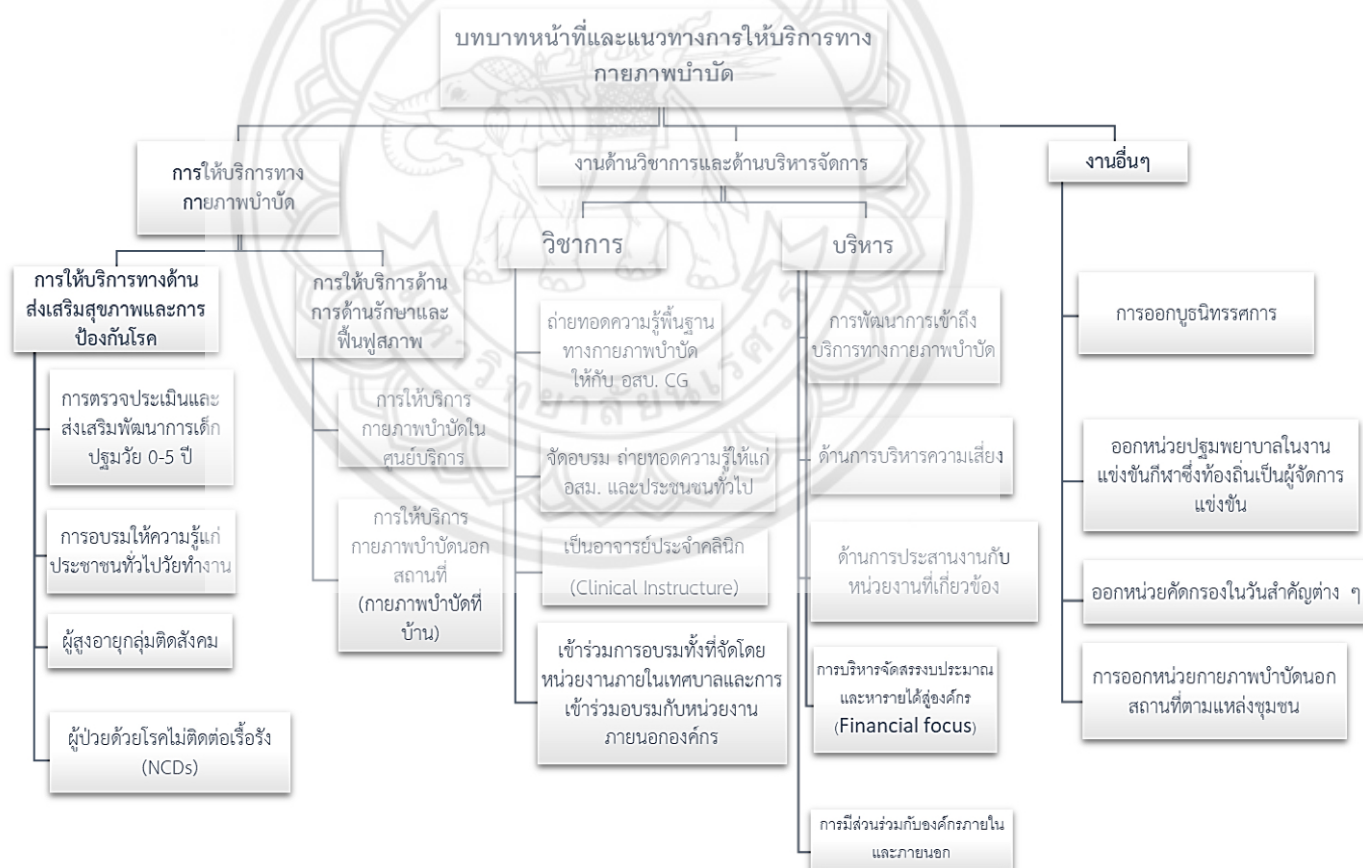 บทบาทหน้าที่และแนวทางการให้บริการทาง
กายภาพบำบัด
การให้บริการทาง
กายภาพบำบัด
งานด้านวิชาการและด้านบริหารจัดการ
งานอื่นๆ
การให้บริการทางด้าน
ส่งเสริมสุขภาพและการ
ป้องกันโรค
การตรวจประเมินและ
ส่งเสริมพัฒนาการเด็ก
ปฐมวัย 0-5 ปี
การอบรมให้ความรู้แก่
ประชาชนทั่วไปวัยทำงาน
ผู้สูงอายุกลุ่มติดสังคม
ผู้ป่วยด้วยโรคไม่ติดต่อเรื้อรัง
(NCDs)
การให้บริการด้าน
การด้านรักษาและ
ฟื้นฟูสภาพ
การให้บริการ
กายภาพบำบัดใน
ศูนย์บริการ
การให้บริการ
กายภาพบำบัดนอก
สถานที่
(กายภาพบำบัดที่
บ้าน)
วิชาการ
ถ่ายทอดความรู้พื้นฐาน
ทางกายภาพบำบัด
ให้กับ อสบ. CG
จัดอบรม ถ่ายทอดความรู้ให้แก่
อสม. และประชนชนทั่วไป
เป็นอาจารย์ประจำคลินิก
(Clinical Instructure)
เข้าร่วมการอบรมทั้งที่จัดโดย
หน่วยงานภายในเทศบาลและการ
เข้าร่วมอบรมกับหน่วยงาน
ภายนอกองค์กร
บริหาร
การพัฒนาการเข้าถึง
บริการทางกายภาพบำบัด
ด้านการบริหารความเสี่ยง
ด้านการประสานงานกับ
หน่วยงานที่เกี่ยวข้อง
การบริหารจัดสรรงบประมาณ
และหารายได้สู่องค์กร
(Financial focus)
การมีส่วนร่วมกับองค์กรภายใน
และภายนอก
การออกบูธนิทรรศการ
ออกหน่วยปฐมพยาบาลในงาน
แข่งขันกีฬาซึ่งท้องถิ่นเป็นผู้จัดการ
แข่งขัน
ออกหน่วยคัดกรองในวันสำคัญต่าง ๆ
การออกหน่วยกายภาพบำบัดนอก
สถานที่ตามแหล่งชุมชน
มหาวิทยาลัยนเรศวร